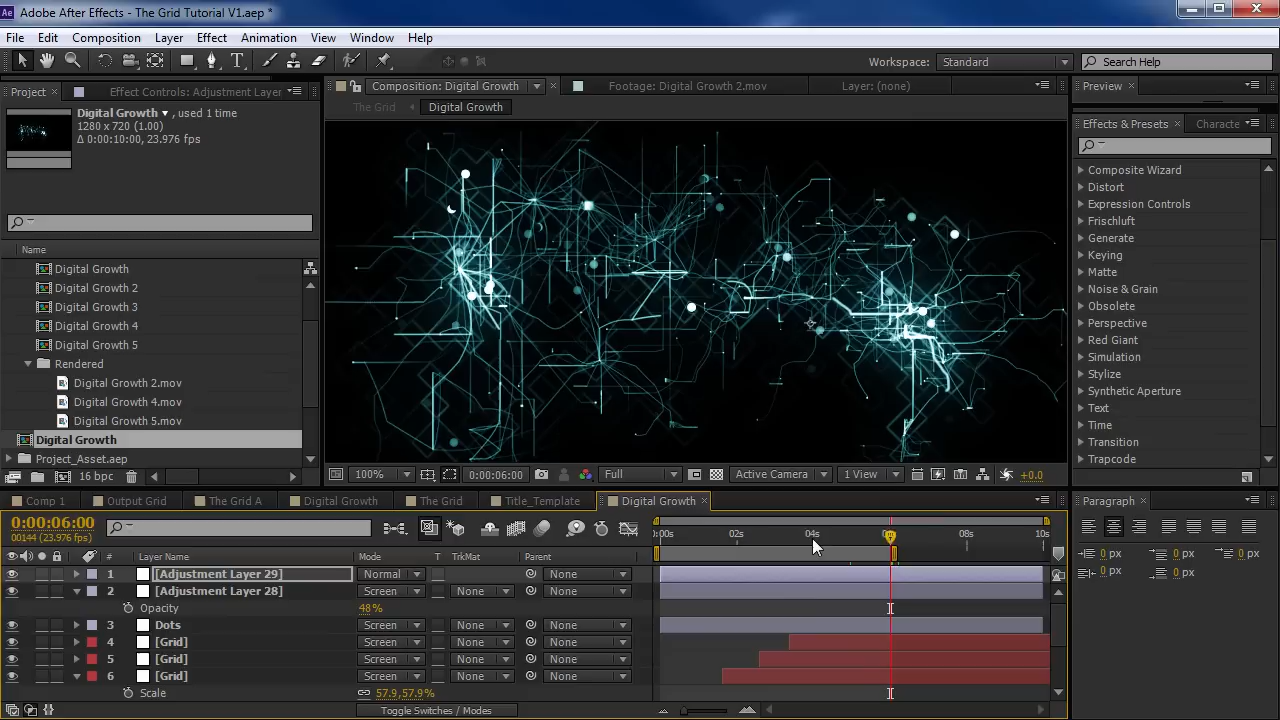 Adobe After Effects - The Grid Tutorial V1.aep *
File Edit Composition Layer Effect Animation View Window Help
Workspace: Standard Search Help
Project Effect Controls: Adjustment Layer
Composition: Digital Growth Footage: Digital Growth 2.mov Layer: (none)
Preview
The Grid Digital Growth
Digital Growth , used 1 time
1280 x 720 (1.00)
Δ 0:00:10:00, 23.976 fps
Effects & Presets Characte
Name
Digital Growth
Digital Growth 2
Digital Growth 3
Digital Growth 4
Digital Growth 5
Rendered
Digital Growth 2.mov
Digital Growth 4.mov
Digital Growth 5.mov
Digital Growth
Project_Asset.aep
16 bpc
Composite Wizard
Distort
Expression Controls
Frischluft
Generate
Keying
Matte
Noise & Grain
Obsolete
Perspective
Red Giant
Simulation
Stylize
Synthetic Aperture
Text
Time
Transition
Trapcode
100% 0:00:06:00 Full Active Camera 1 View +0.0
Comp 1 Output Grid The Grid A Digital Growth The Grid Title_Template Digital Growth
Paragraph
0:00:06:00
00144 (23.976 fps)
:00s 02s 04s 06s 08s 10s
# Layer Name Mode T TrkMat Parent
1 [Adjustment Layer 29] Normal None
2 [Adjustment Layer 28] Screen None None
Opacity 48%
3 Dots Screen None None
4 [Grid] Screen None None
5 [Grid] Screen None None
6 [Grid] Screen None None
Scale 57.9,57.9%
Toggle Switches / Modes
0 px 0 px 0 px
0 px 0 px